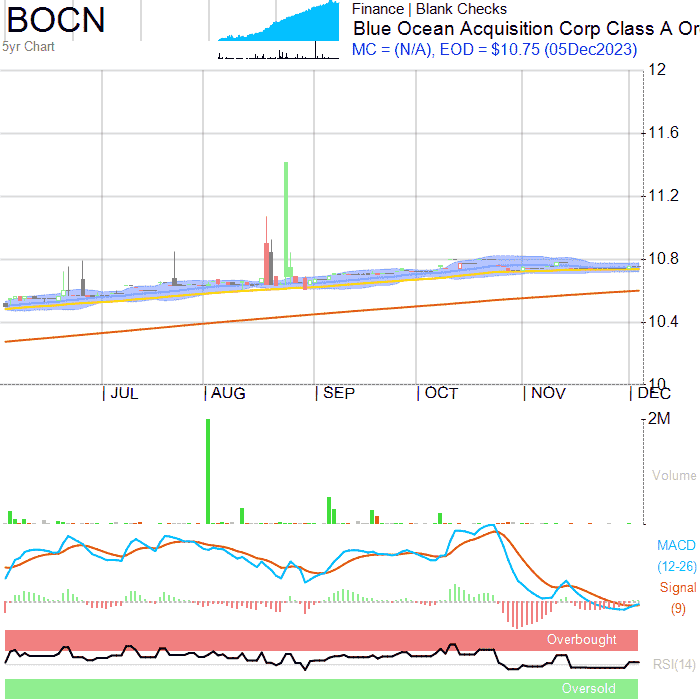 BOCN
5yr Chart
Finance | Blank Checks
Blue Ocean Acquisition Corp Class A Or
MC = (N/A), EOD = $10.75 (05Dec2023)
12
11.6
11.2
10.8
10.4
10
JUL AUG SEP OCT NOV DEC
2M
Volume
MACD
(12-26)
Signal
(9)
Overbought
RSI(14)
Oversold